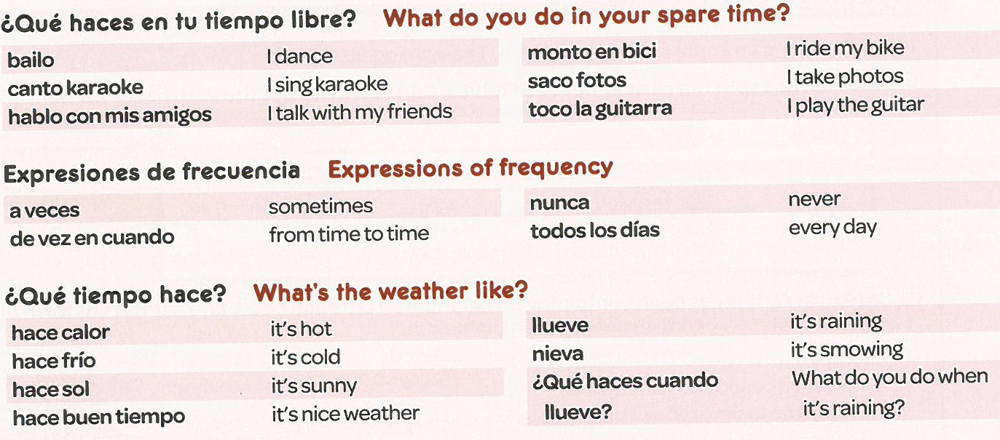 ¿Qué haces en tu tiempo libre? What do you do in your spare time?
bailo I dance
canto karaoke I sing karaoke
hablo con mis amigos I talk with my friends
monto en bici I ride my bike
saco fotos I take photos
toco la guitarra I play the guitar
Expresiones de frecuencia Expressions of frequency
a veces sometimes
de vez en cuando from time to time
nunca never
todos los días every day
¿Qué tiempo hace? What's the weather like?
hace calor it's hot
hace frío it's cold
hace sol it's sunny
hace buen tiempo it's nice weather
llueve it's raining
nieva it's smowing
¿Qué haces cuando What do you do when
llueve? it's raining?